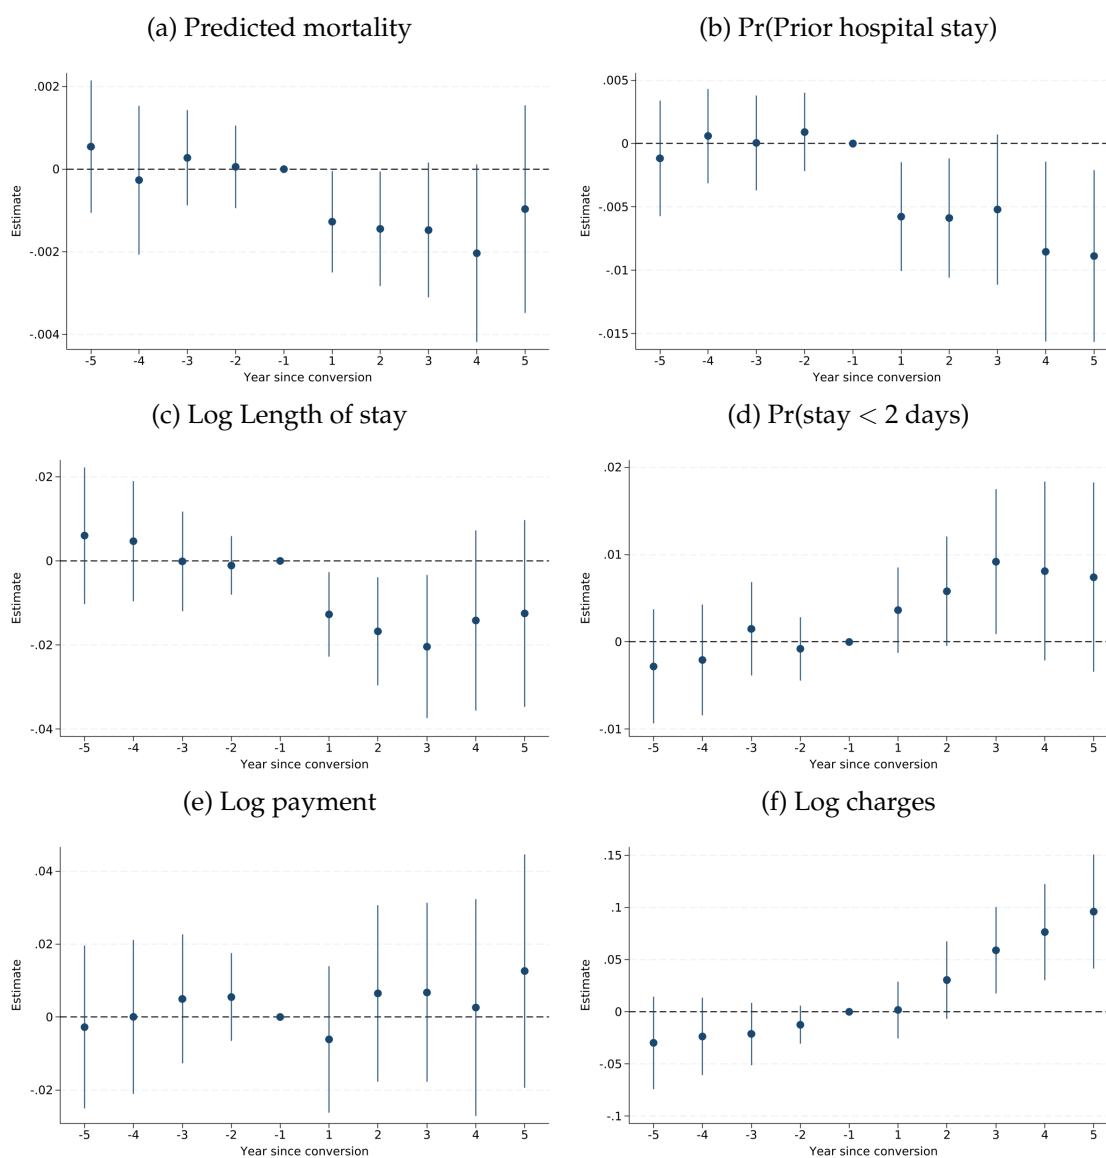 (a) Predicted mortality
.002
0
-.002
-.004
Estimate
-5 -4 -3 -2 -1 1 2 3 4 5
Year since conversion
(b) Pr(Prior hospital stay)
.005
0
-.005
-.01
-.015
Estimate
-5 -4 -3 -2 -1 1 2 3 4 5
Year since conversion
(c) Log Length of stay
.02
0
-.02
-.04
Estimate
-5 -4 -3 -2 -1 1 2 3 4 5
Year since conversion
(d) Pr(stay < 2 days)
.02
.01
0
-.01
Estimate
-5 -4 -3 -2 -1 1 2 3 4 5
Year since conversion
(e) Log payment
.04
.02
0
-.02
Estimate
-5 -4 -3 -2 -1 1 2 3 4 5
Year since conversion
(f) Log charges
.15
.1
.05
0
-.05
-.1
Estimate
-5 -4 -3 -2 -1 1 2 3 4 5
Year since conversion